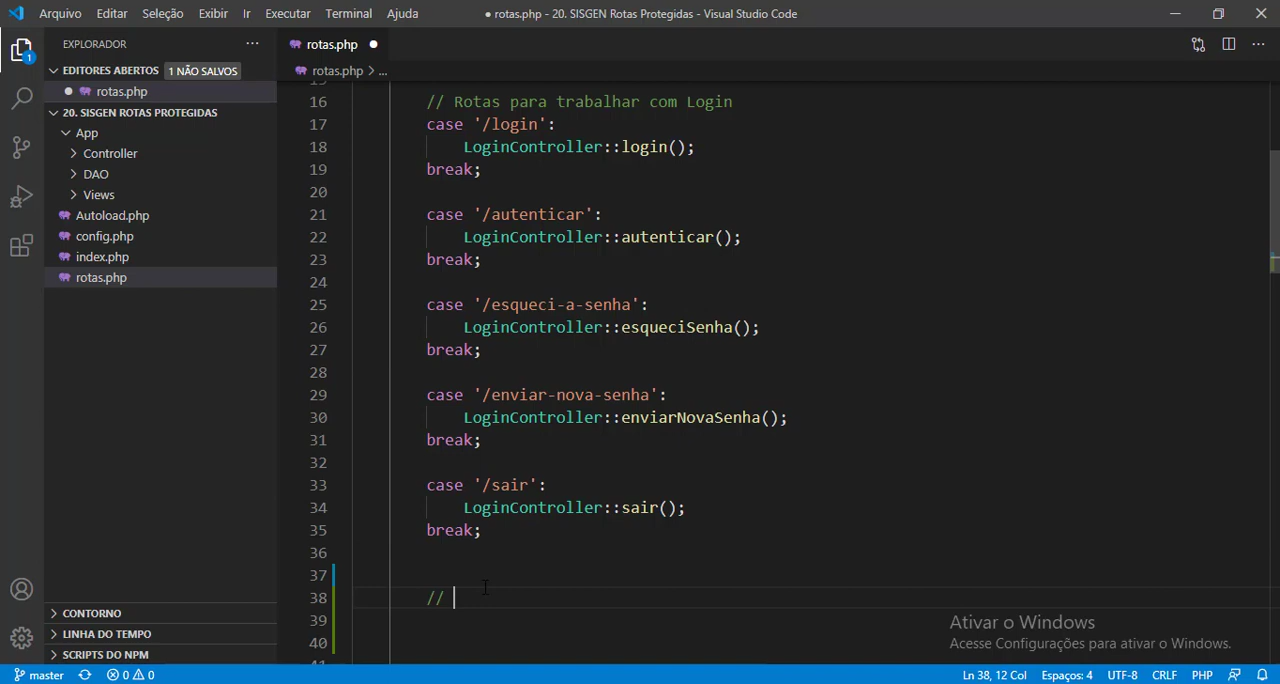 Arquivo Editar Seleção Exibir Ir Executar Terminal Ajuda ● rotas.php - 20. SISGEN Rotas Protegidas - Visual Studio Code
EXPLORADOR
EDITORES ABERTOS 1 NÃO SALVOS
rotas.php
20. SISGEN ROTAS PROTEGIDAS
App
Controller
DAO
Views
Autoload.php
config.php
index.php
rotas.php
CONTORNO
LINHA DO TEMPO
SCRIPTS DO NPM
1
rotas.php
rotas.php > ...
16 // Rotas para trabalhar com Login
17 case '/login':
18 LoginController::login();
19 break;
20
21 case '/autenticar':
22 LoginController::autenticar();
23 break;
24
25 case '/esqueci-a-senha':
26 LoginController::esqueciSenha();
27 break;
28
29 case '/enviar-nova-senha':
30 LoginController::enviarNovaSenha();
31 break;
32
33 case '/sair':
34 LoginController::sair();
35 break;
36
37
38 //
39
40
Ativar o Windows
Acesse Configurações para ativar o Windows.
master 0 0 Ln 38, 12 Col Espaços: 4 UTF-8 CRLF PHP